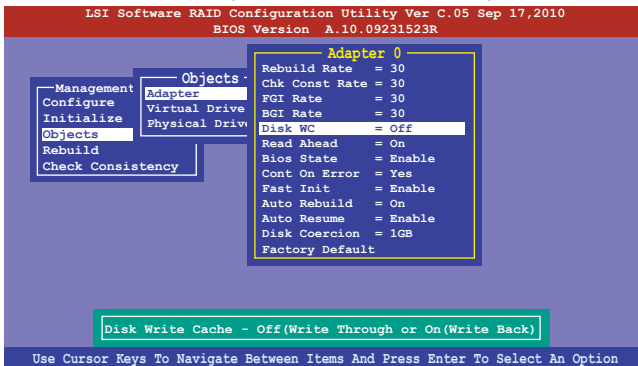 LSI Software RAID Configuration Utility Ver C.05 Sep 17,2010
BIOS Version A.10.09231523R
Management
Configure
Initialize
Objects
Rebuild
Check Consistency
Objects
Adapter
Virtual Drive
Physical Driv
Adapter 0
Rebuild Rate = 30
Chk Const Rate = 30
FGI Rate = 30
BGI Rate = 30
Disk WC = Off
Read Ahead = On
Bios State = Enable
Cont On Error = Yes
Fast Init = Enable
Auto Rebuild = On
Auto Resume = Enable
Disk Coercion = 1GB
Factory Default
Disk Write Cache - Off(Write Through or On(Write Back)
Use Cursor Keys To Navigate Between Items And Press Enter To Select An Option